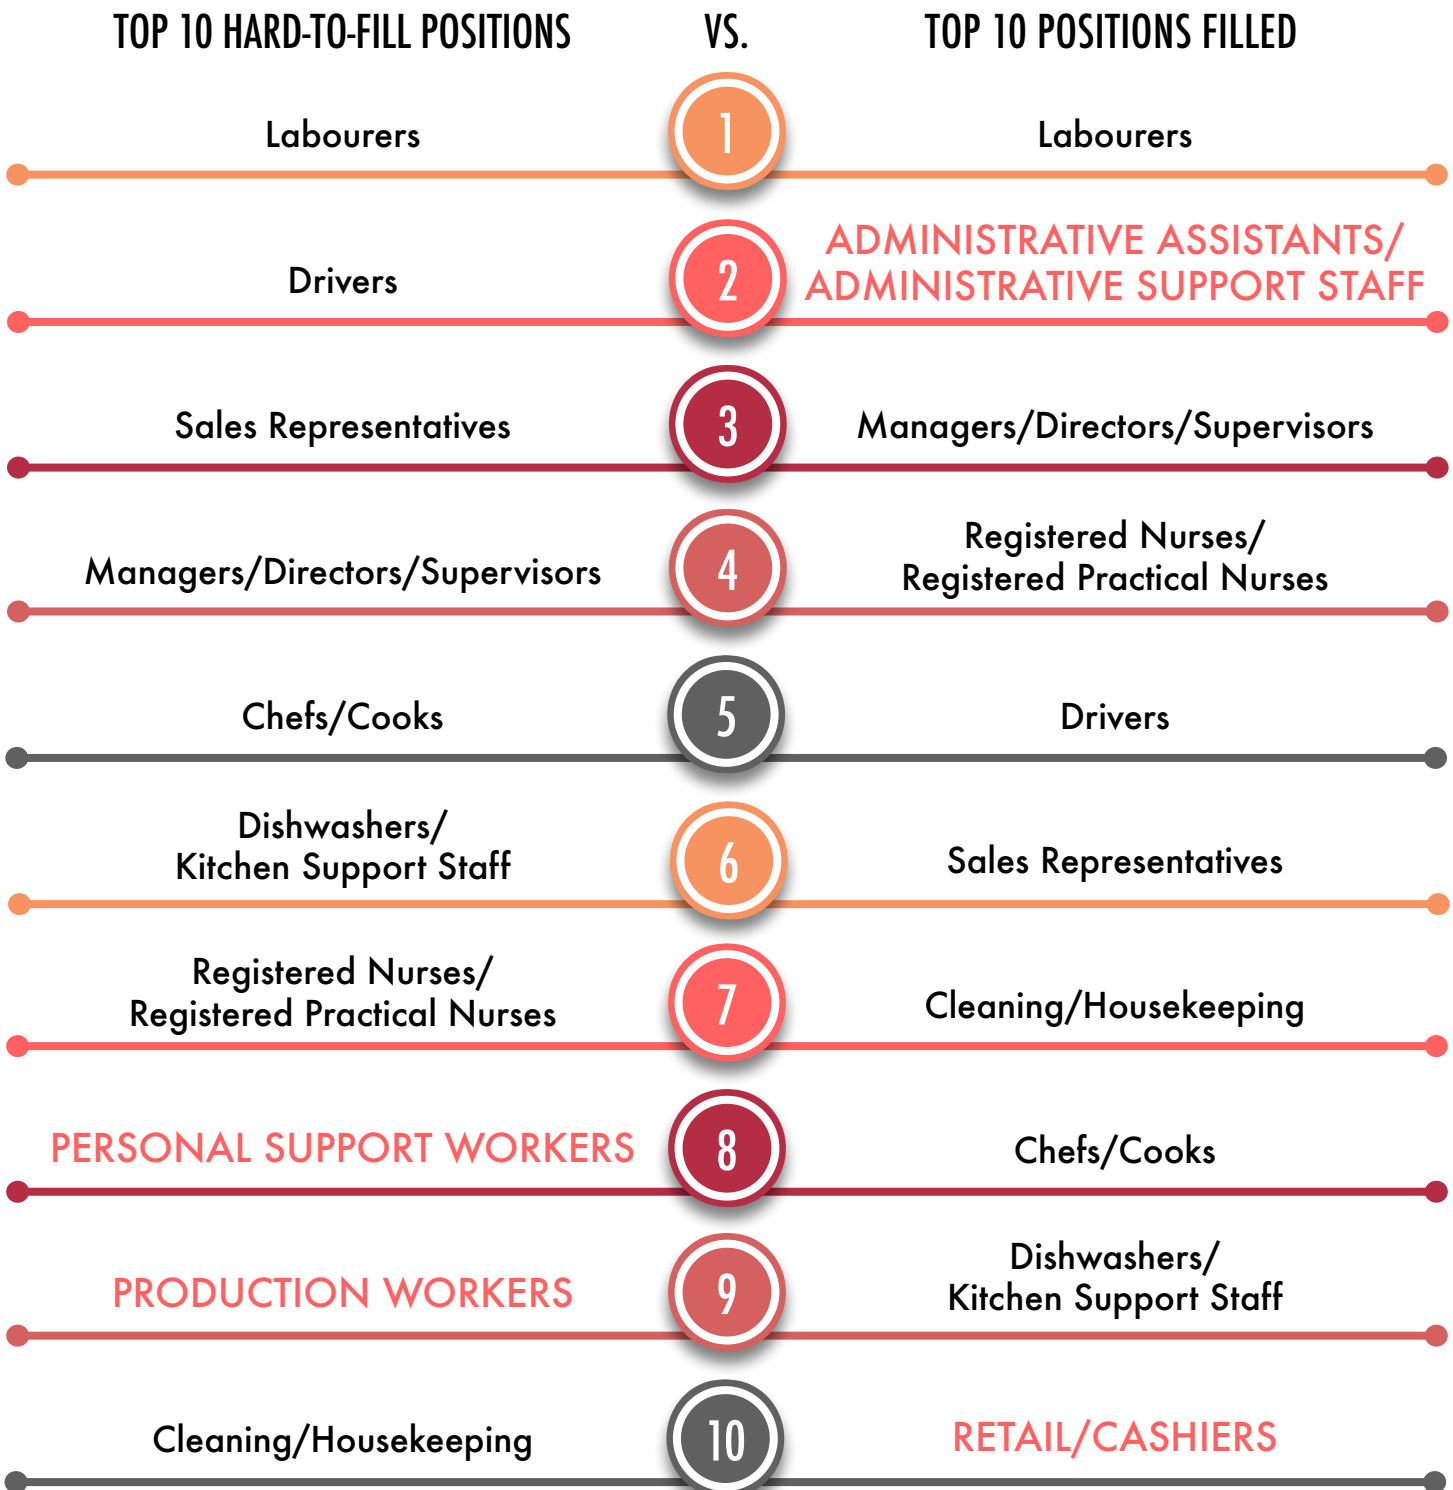 TOP 10 HARD-TO-FILL POSITIONS
VS.
TOP 10 POSITIONS FILLED
Labourers
1
Labourers
Drivers
2
ADMINISTRATIVE ASSISTANTS/
ADMINISTRATIVE SUPPORT STAFF
Sales Representatives
3
Managers/Directors/Supervisors
Managers/Directors/Supervisors
4
Registered Nurses/
Registered Practical Nurses
Chefs/Cooks
5
Drivers
Dishwashers/
Kitchen Support Staff
6
Sales Representatives
Registered Nurses/
Registered Practical Nurses
7
Cleaning/Housekeeping
PERSONAL SUPPORT WORKERS
8
Chefs/Cooks
PRODUCTION WORKERS
9
Dishwashers/
Kitchen Support Staff
Cleaning/Housekeeping
10
RETAIL/CASHIERS